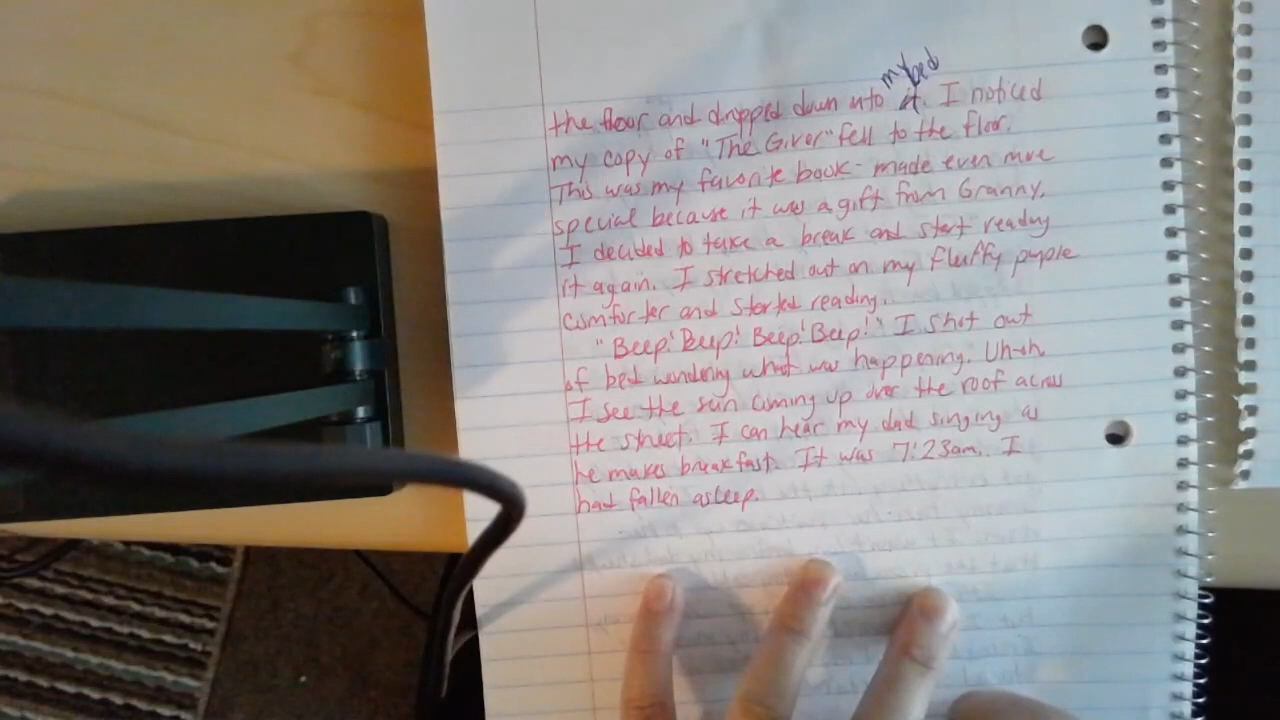 my bed
the floor and dropped down into it. I noticed
my copy of "The Giver" fell to the floor.
This was my favorite book - made even more
special because it was a gift from Granny.
I decided to take a break and start reading
it again. I stretched out on my fluffy purple
comforter and started reading.
"Beep! Beep! Beep! Beep!" I shot out
of bed wondering what was happening. Uh-oh.
I see the sun coming up over the roof across
the street. I can hear my dad singing as
he makes breakfast. It was 7:23am. I
had fallen asleep.